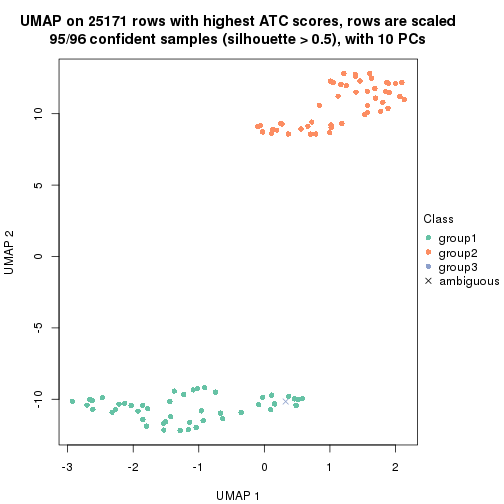 UMAP on 25171 rows with highest ATC scores, rows are scaled
95/96 confident samples (silhouette > 0.5), with 10 PCs
10
5
0
-5
-10
UMAP 2
-3
-2
-1
0
1
2
UMAP 1
Class
group1
group2
group3
ambiguous